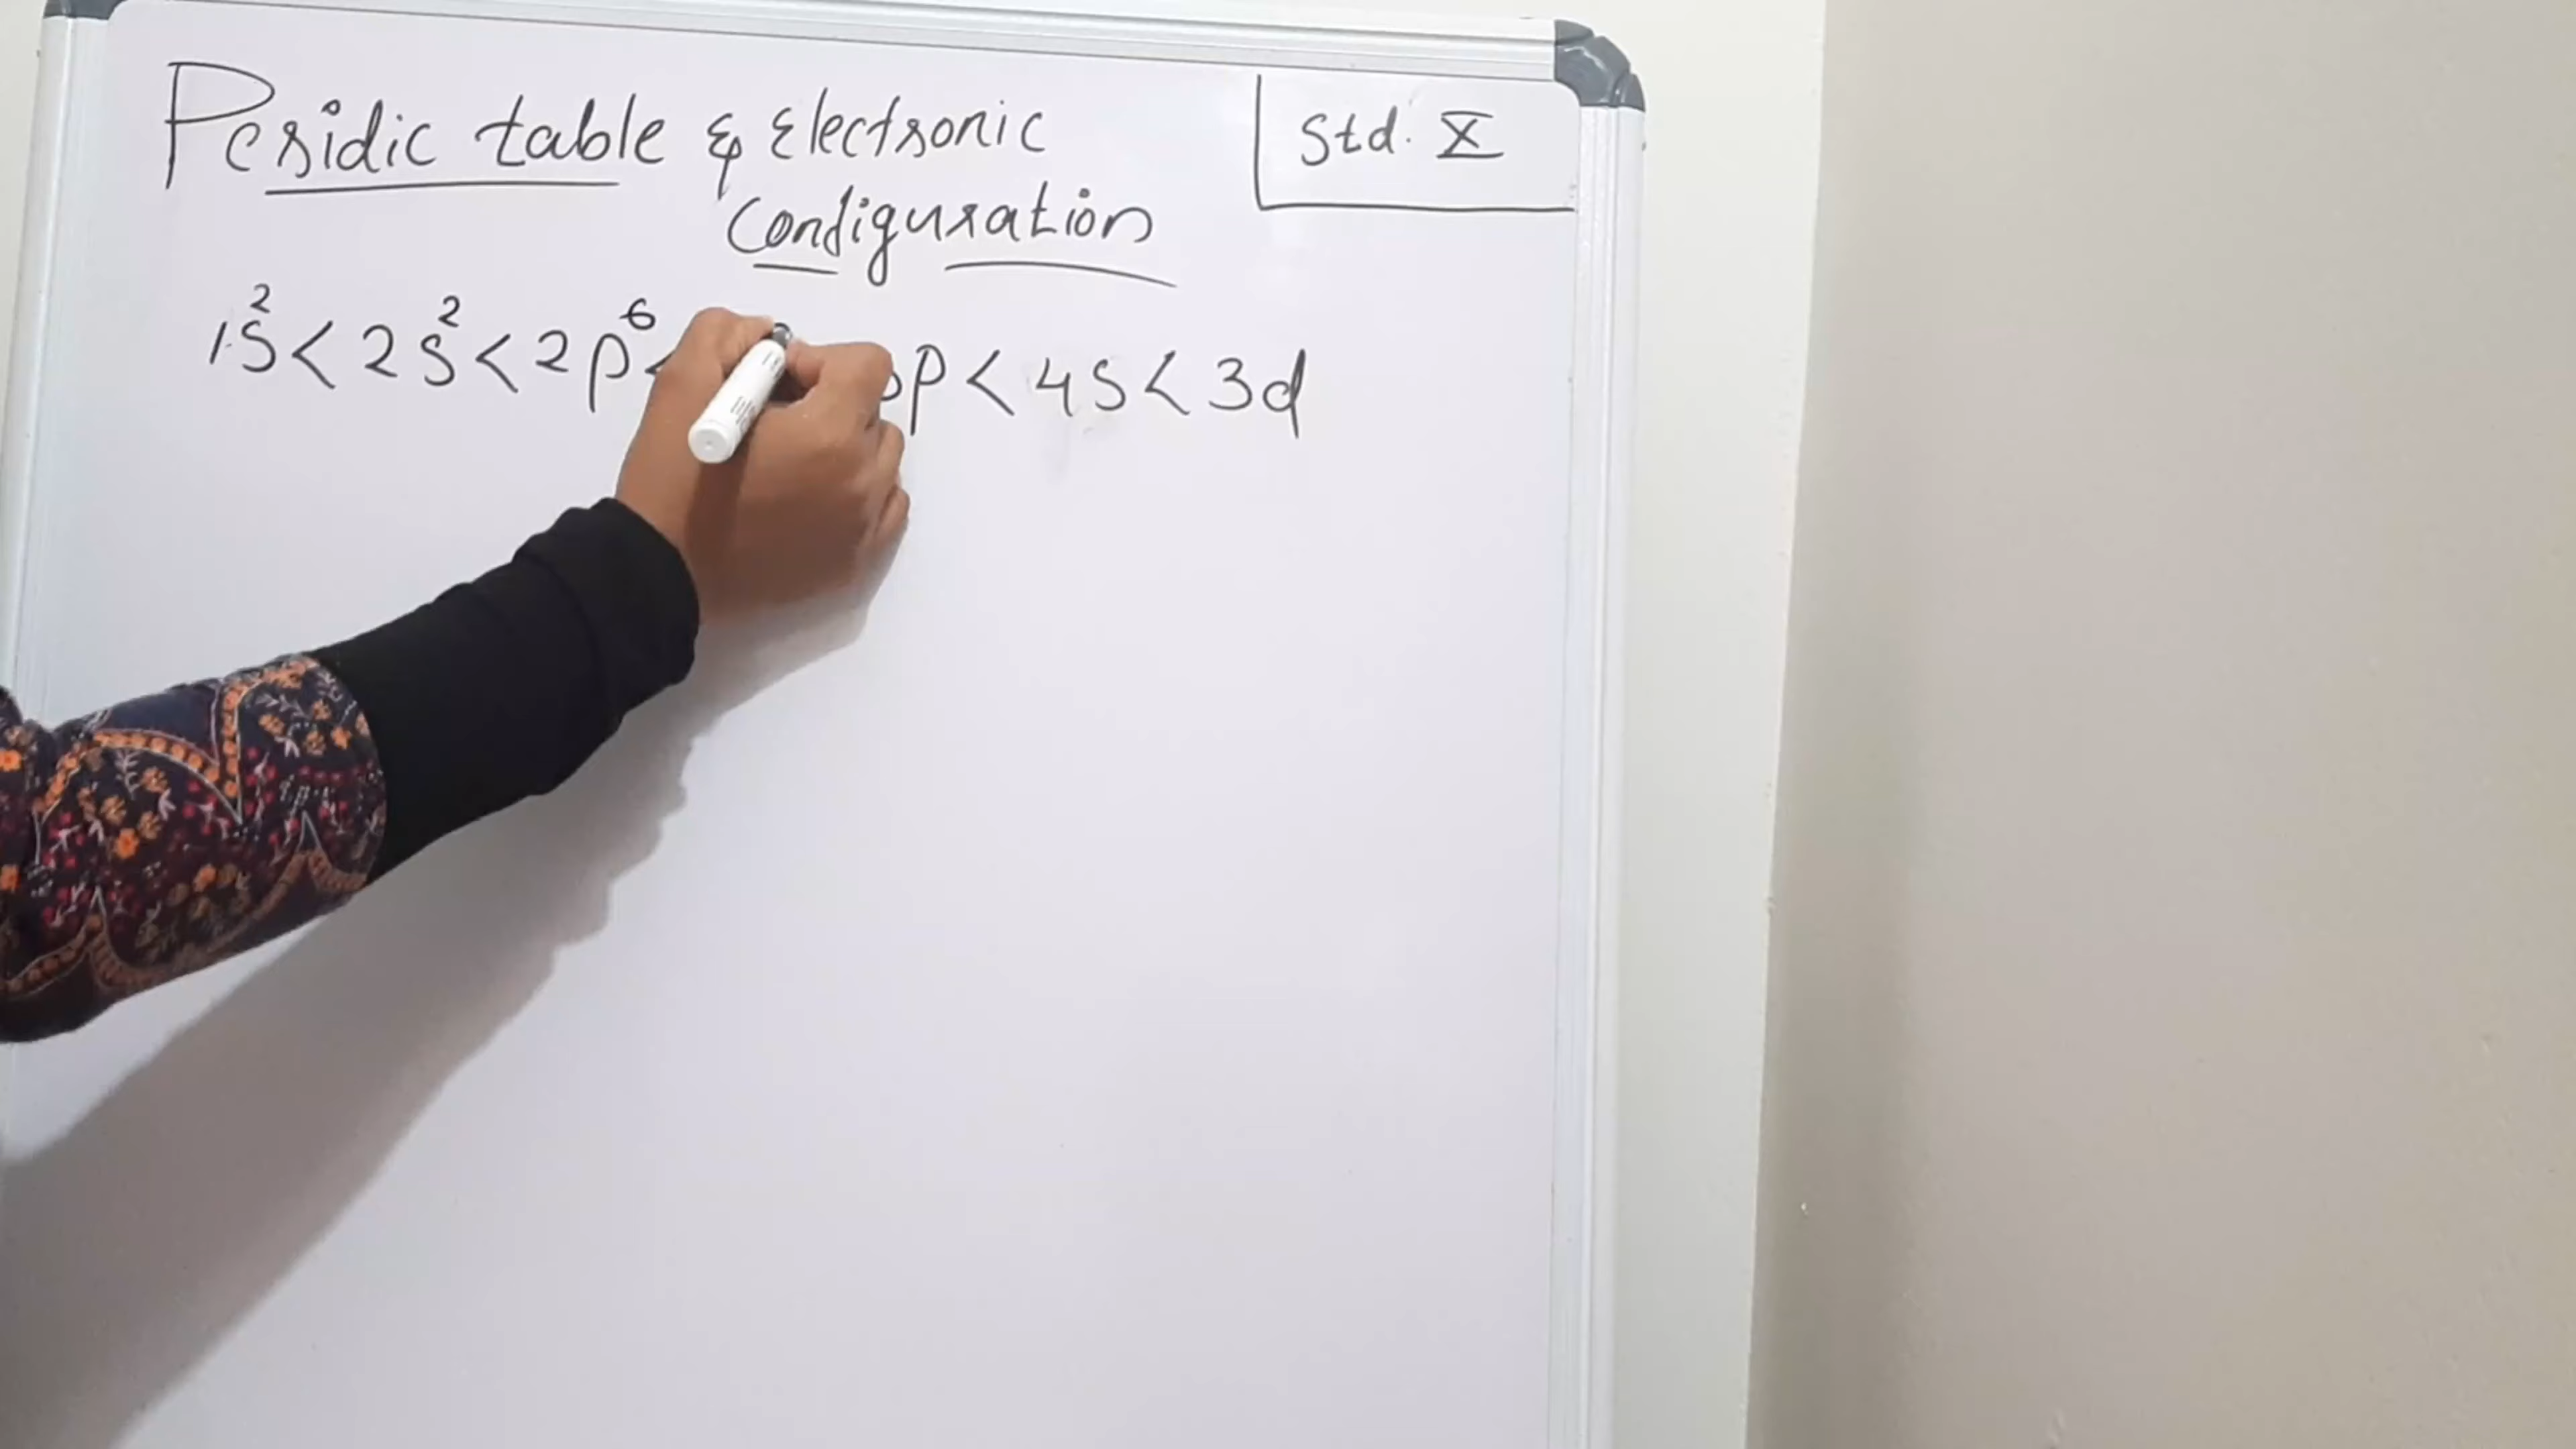 Peridic table & Electronic
Configuration
Std. X
1s² < 2s² < 2p⁶ p < 4s < 3d